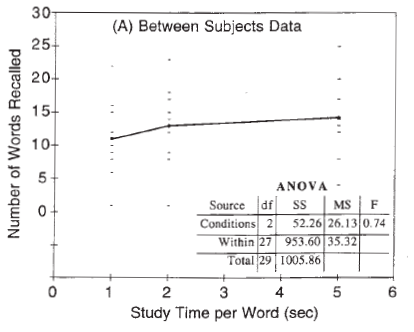 (A) Between Subjects Data
Number of Words Recalled
30
25
20
15
10
5
0
ANOVA
Source df SS MS F
Conditions 2 52.26 26.13 0.74
Within 27 953.60 35.32
Total 29 1005.86
0 1 2 3 4 5 6
Study Time per Word (sec)